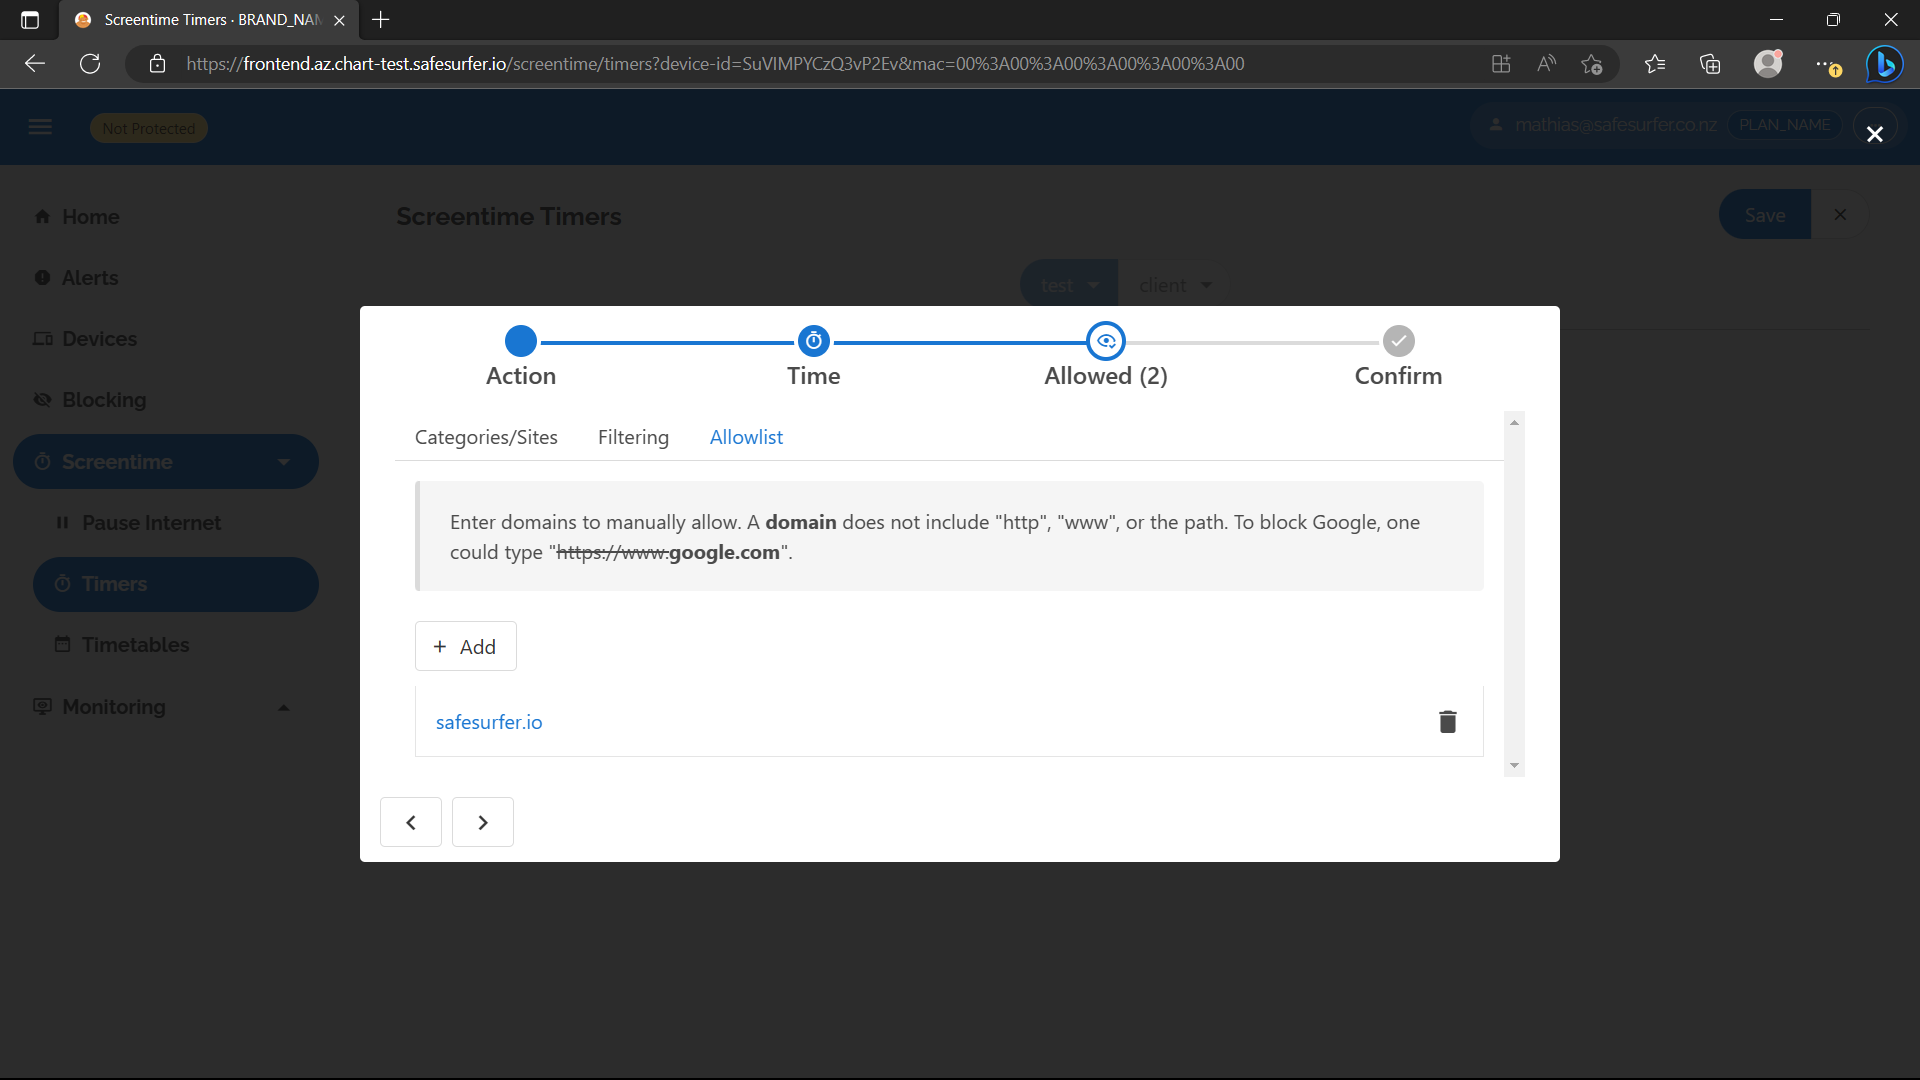 Screentime Timers · BRAND_NAM
https://frontend.az.chart-test.safesurfer.io/screentime/timers?device-id=SuVIMPYCzQ3vP2Ev&mac=00%3A00%3A00%3A00%3A00%3A00
Not Protected
mathias@safesurfer.co.nz
PLAN_NAME
Home
Alerts
Devices
Blocking
Screentime
Pause Internet
Timers
Timetables
Monitoring
Screentime Timers
Save
test
client
Action
Time
Allowed (2)
Confirm
Categories/Sites
Filtering
Allowlist
Enter domains to manually allow. A domain does not include "http", "www", or the path. To block Google, one
could type "https://www.google.com".
+ Add
safesurfer.io